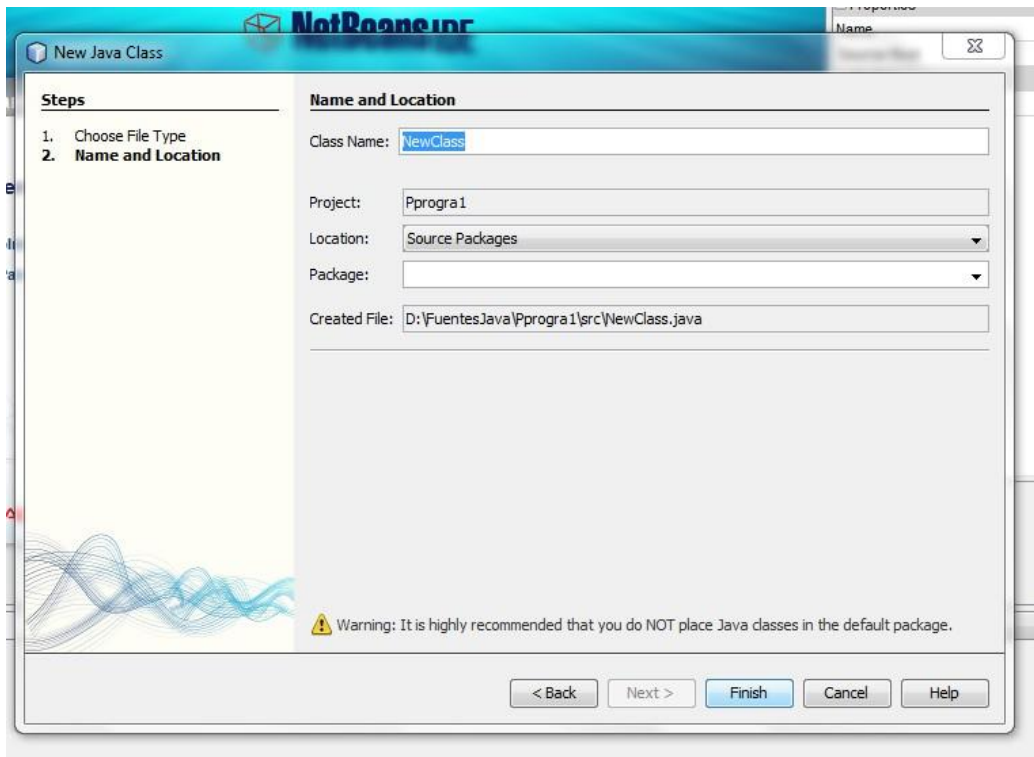 NetBeans IDE
Properties
Name
New Java Class
Steps
1. Choose File Type
2. Name and Location
Name and Location
Class Name: NewClass
Project: Pprogra1
Location: Source Packages
Package:
Created File: D:\FuentesJava\Pprogra1\src\NewClass.java
Warning: It is highly recommended that you do NOT place Java classes in the default package.
< Back Next > Finish Cancel Help